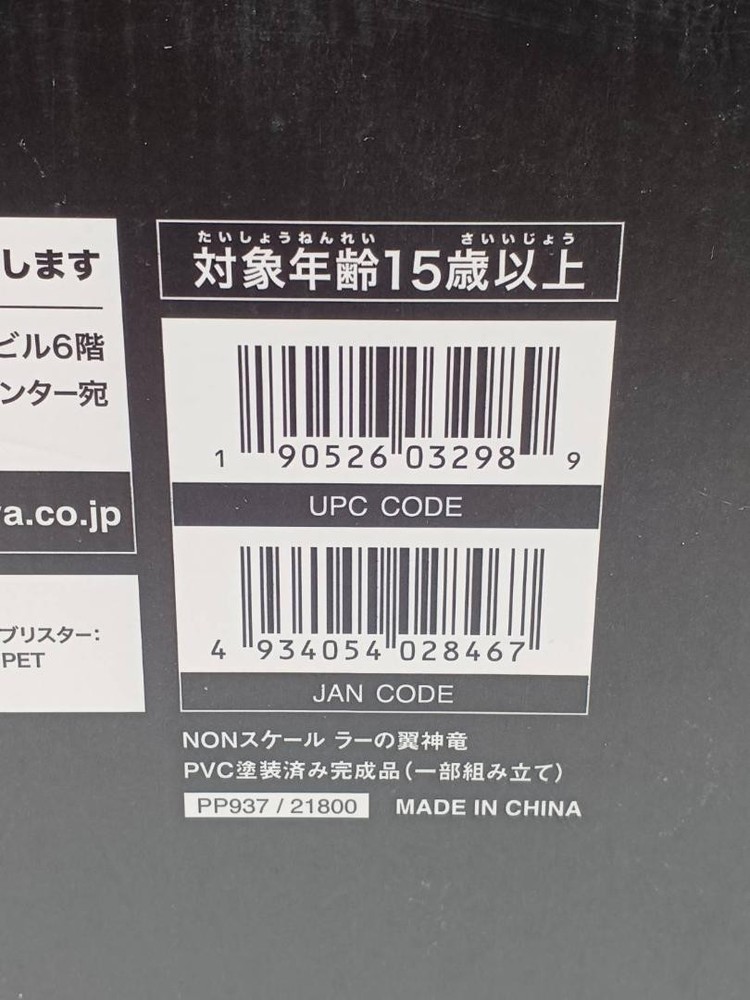 します
ビル6階
ンター宛
a.co.jp
ブリスター：
PET
たいしょうねんれい さいいじょう
対象年齢15歳以上
1 90526 03298 9
UPC CODE
4 934054 028467
JAN CODE
NONスケール ラーの翼神竜
PVC塗装済み完成品（一部組み立て）
PP937 / 21800 MADE IN CHINA